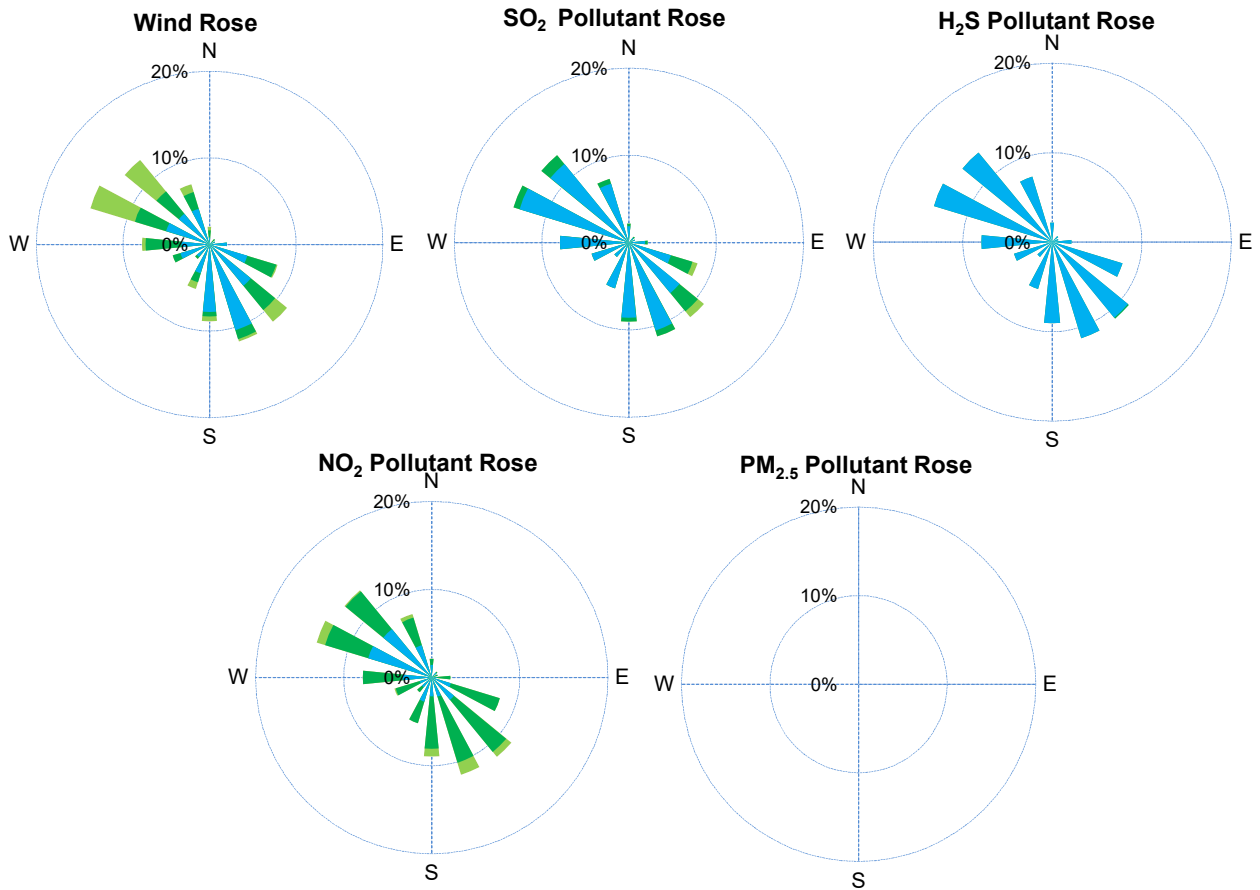 Wind Rose
N
20%
10%
0%
W
E
S
SO₂ Pollutant Rose
N
20%
10%
0%
W
E
S
H₂S Pollutant Rose
N
20%
10%
0%
W
E
S
NO₂ Pollutant Rose
N
20%
10%
0%
W
E
S
PM₂.₅ Pollutant Rose
N
20%
10%
0%
W
E
S